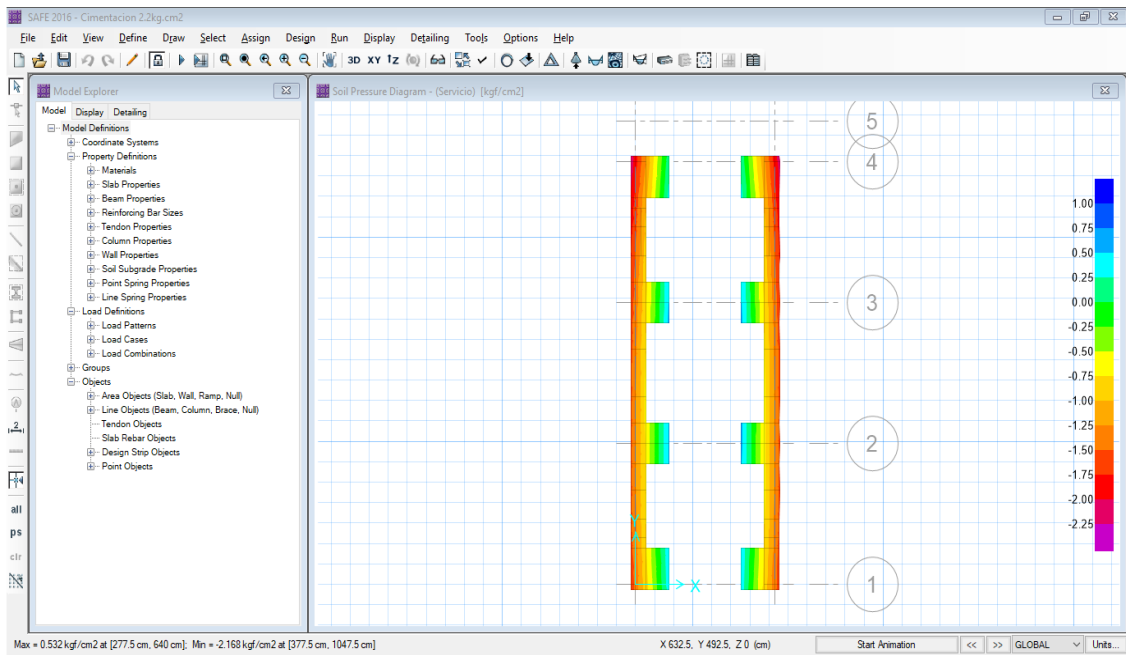 SAFE 2016 - Cimentacion 2.2kg.cm2
File Edit View Define Draw Select Assign Design Run Display Detailing Tools Options Help
3D XY
Model Explorer
Model Display Detailing
Model Definitions
Coordinate Systems
Property Definitions
Materials
Slab Properties
Beam Properties
Reinforcing Bar Sizes
Tendon Properties
Column Properties
Wall Properties
Soil Subgrade Properties
Point Spring Properties
Line Spring Properties
Load Definitions
Load Patterns
Load Cases
Load Combinations
Groups
Objects
Area Objects (Slab, Wall, Ramp, Null)
Line Objects (Beam, Column, Brace, Null)
Tendon Objects
Slab Rebar Objects
Design Strip Objects
Point Objects
2
all
ps
clr
Soil Pressure Diagram - (Servicio) [kgf/cm2]
5
4
3
2
1
Y
X
1.00
0.75
0.50
0.25
0.00
-0.25
-0.50
-0.75
-1.00
-1.25
-1.50
-1.75
-2.00
-2.25
Max = 0.532 kgf/cm2 at [277.5 cm, 640 cm]; Min = -2.168 kgf/cm2 at [377.5 cm, 1047.5 cm]
X 632.5, Y 492.5, Z 0 (cm)
Start Animation
<< >>
GLOBAL
Units...